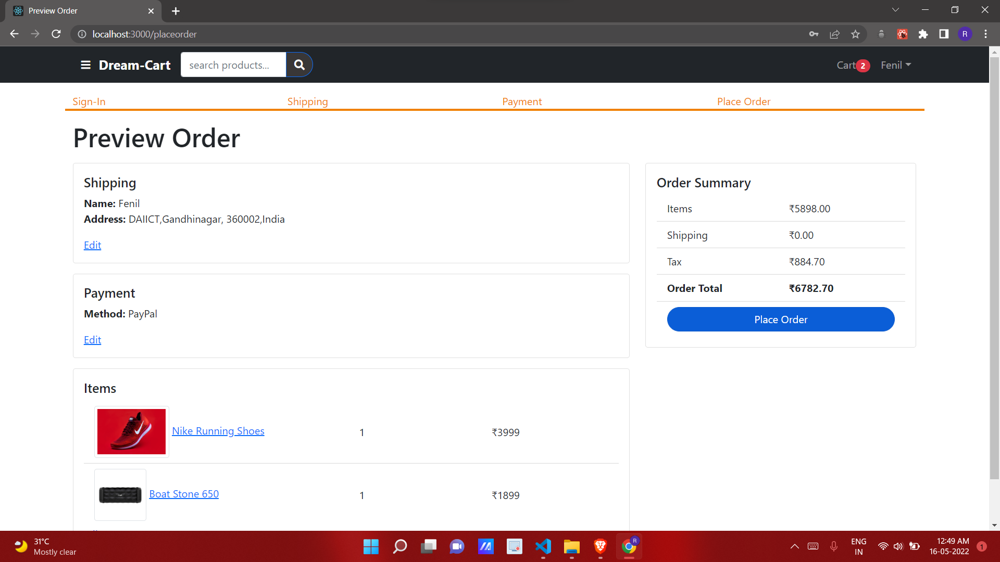 Preview Order
localhost:3000/placeorder
R
Dream-Cart
search products...
Cart 2
Fenil
Sign-In
Shipping
Payment
Place Order
Preview Order
Shipping
Name: Fenil
Address: DAIICT,Gandhinagar, 360002,India
Edit
Payment
Method: PayPal
Edit
Items
Nike Running Shoes 1 ₹3999
Boat Stone 650 1 ₹1899
Order Summary
Items ₹5898.00
Shipping ₹0.00
Tax ₹884.70
Order Total ₹6782.70
Place Order
31°C
Mostly clear
R
ENG
IN
12:49 AM
16-05-2022
1